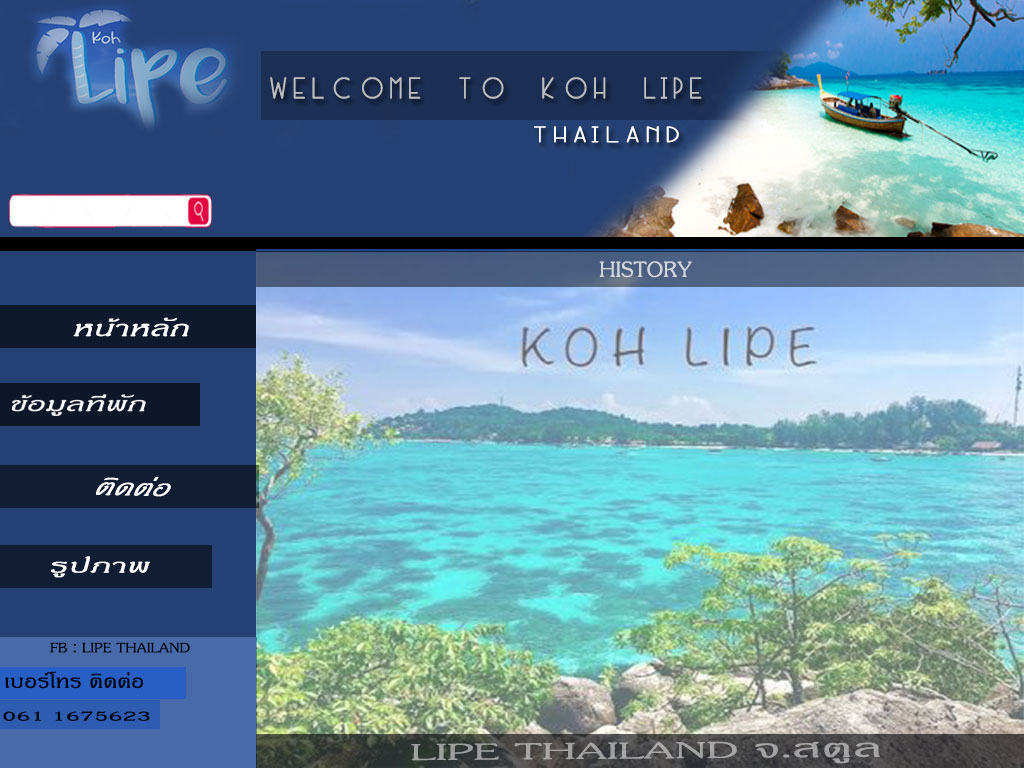 Koh
Lipe
WELCOME TO KOH LIPE
THAILAND
HISTORY
KOH LIPE
หน้าหลัก
ข้อมูลที่พัก
ติดต่อ
รูปภาพ
FB : LIPE THAILAND
เบอร์โทร ติดต่อ
061 1675623
LIPE THAILAND จ.สตูล